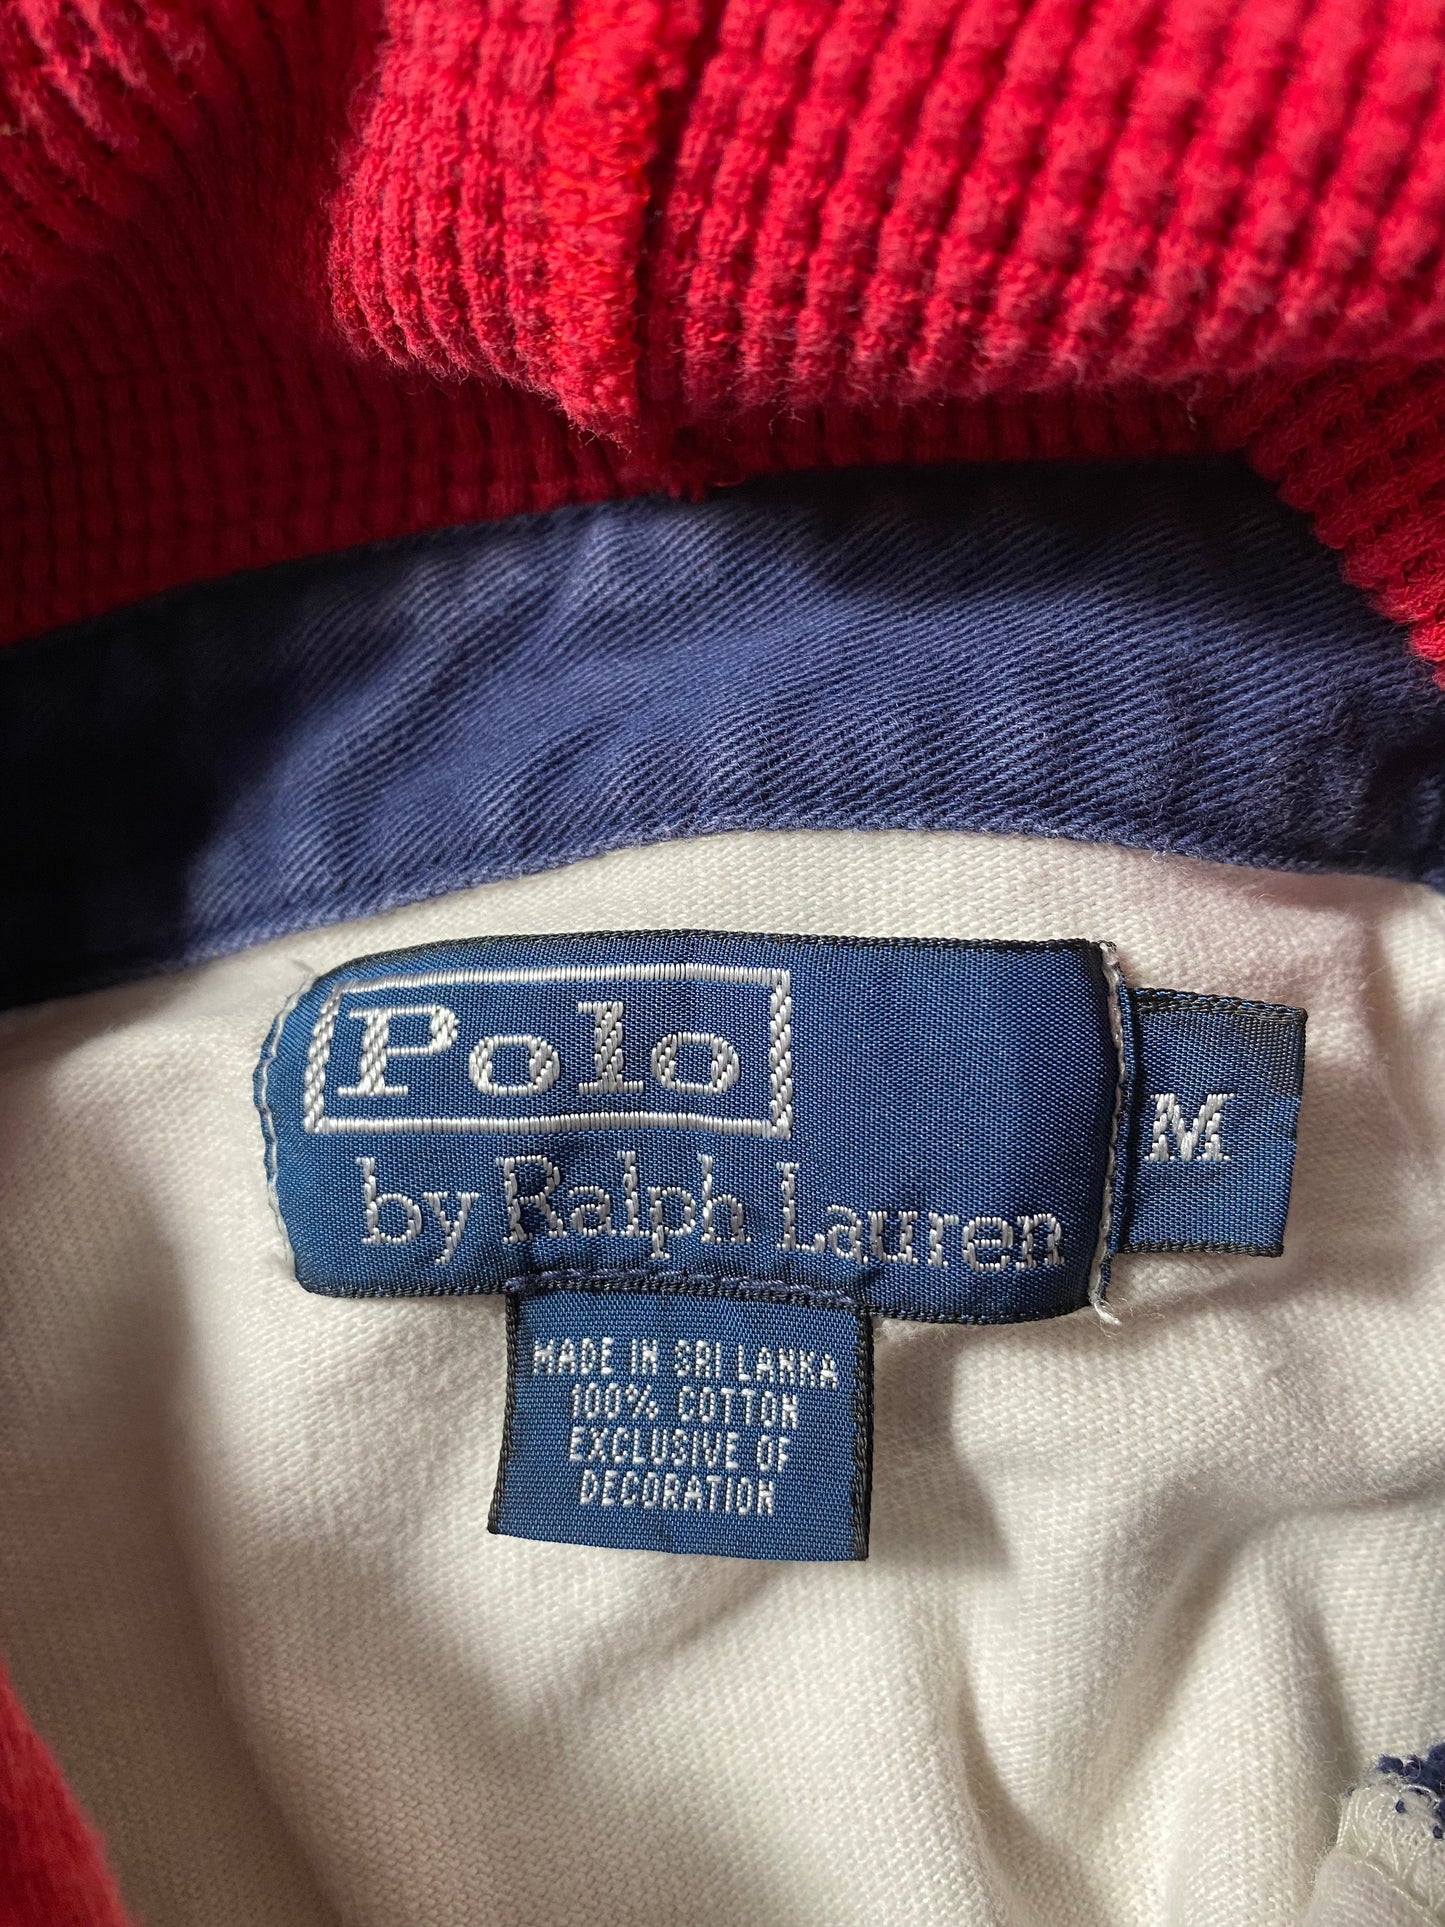 Polo
by Ralph Lauren
M
MADE IN SRI LANKA
100% COTTON
EXCLUSIVE OF
DECORATION